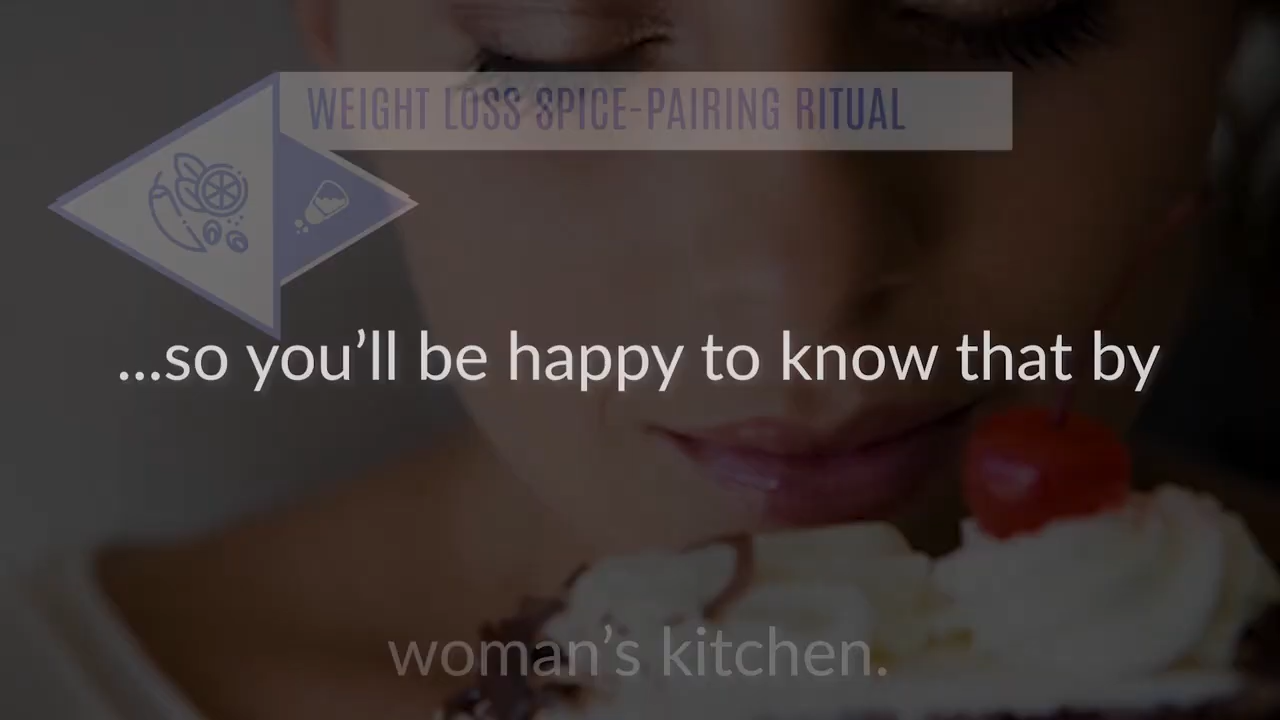 WEIGHT LOSS SPICE-PAIRING RITUAL
...so you’ll be happy to know that by
woman’s kitchen.